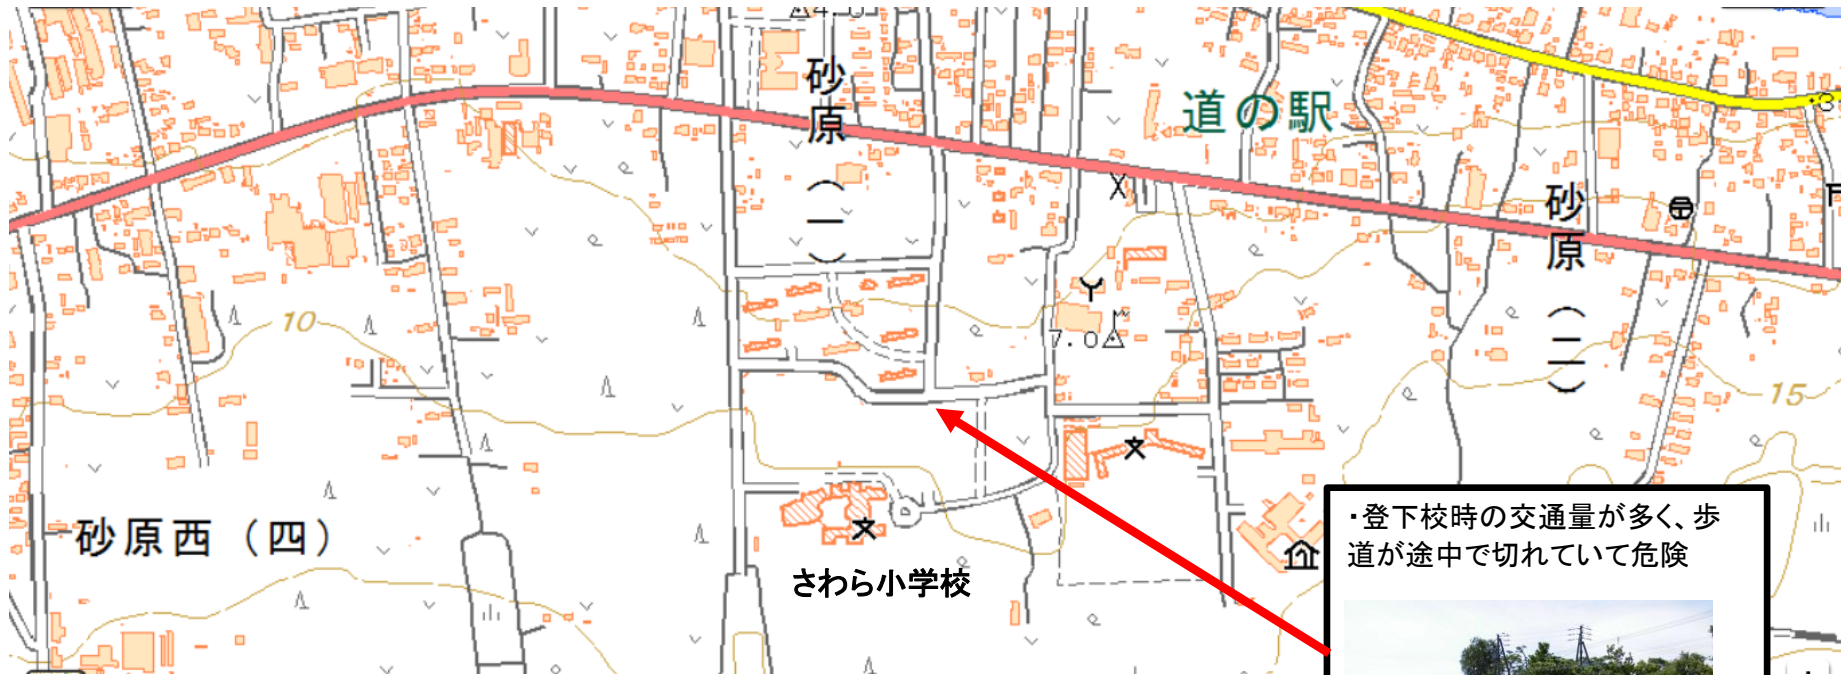 砂原(一)
道の駅
砂原(二)
10
7.0
15
砂原西(四)
さわら小学校
・登下校時の交通量が多く、歩
道が途中で切れていて危険